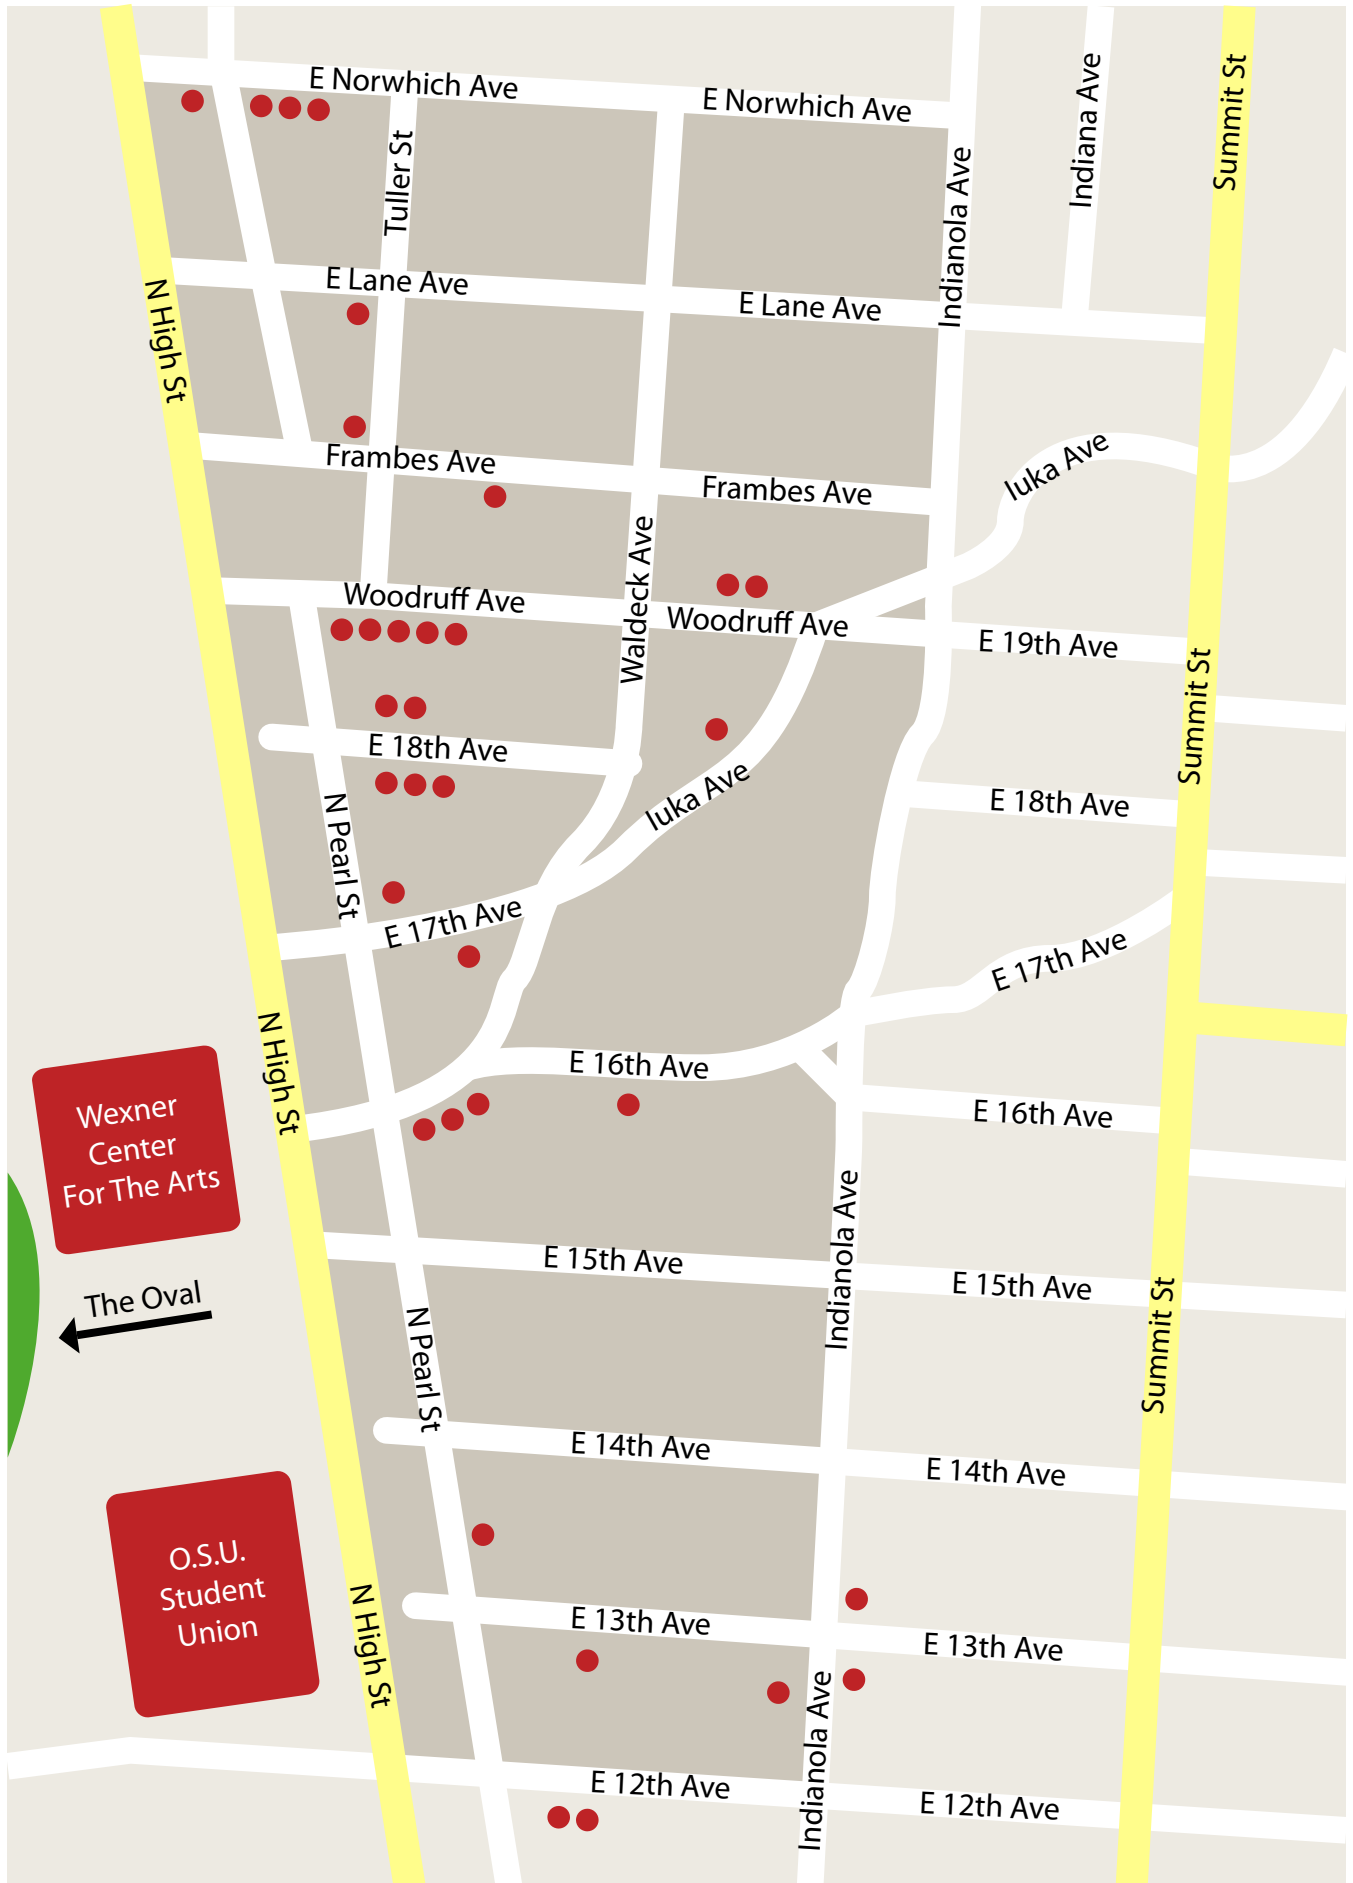 E Norwhich Ave
E Norwhich Ave
Indiana Ave
Summit St
Tuller St
Indianola Ave
E Lane Ave
E Lane Ave
N High St
Frambes Ave
Frambes Ave
Iuka Ave
Waldeck Ave
Woodruff Ave
Woodruff Ave
E 19th Ave
Summit St
E 18th Ave
E 18th Ave
Iuka Ave
N Pearl St
E 17th Ave
E 17th Ave
N High St
E 16th Ave
E 16th Ave
Wexner
Center
For The Arts
Indianola Ave
E 15th Ave
E 15th Ave
The Oval
Summit St
N Pearl St
E 14th Ave
E 14th Ave
O.S.U.
Student
Union
N High St
E 13th Ave
E 13th Ave
Indianola Ave
E 12th Ave
E 12th Ave